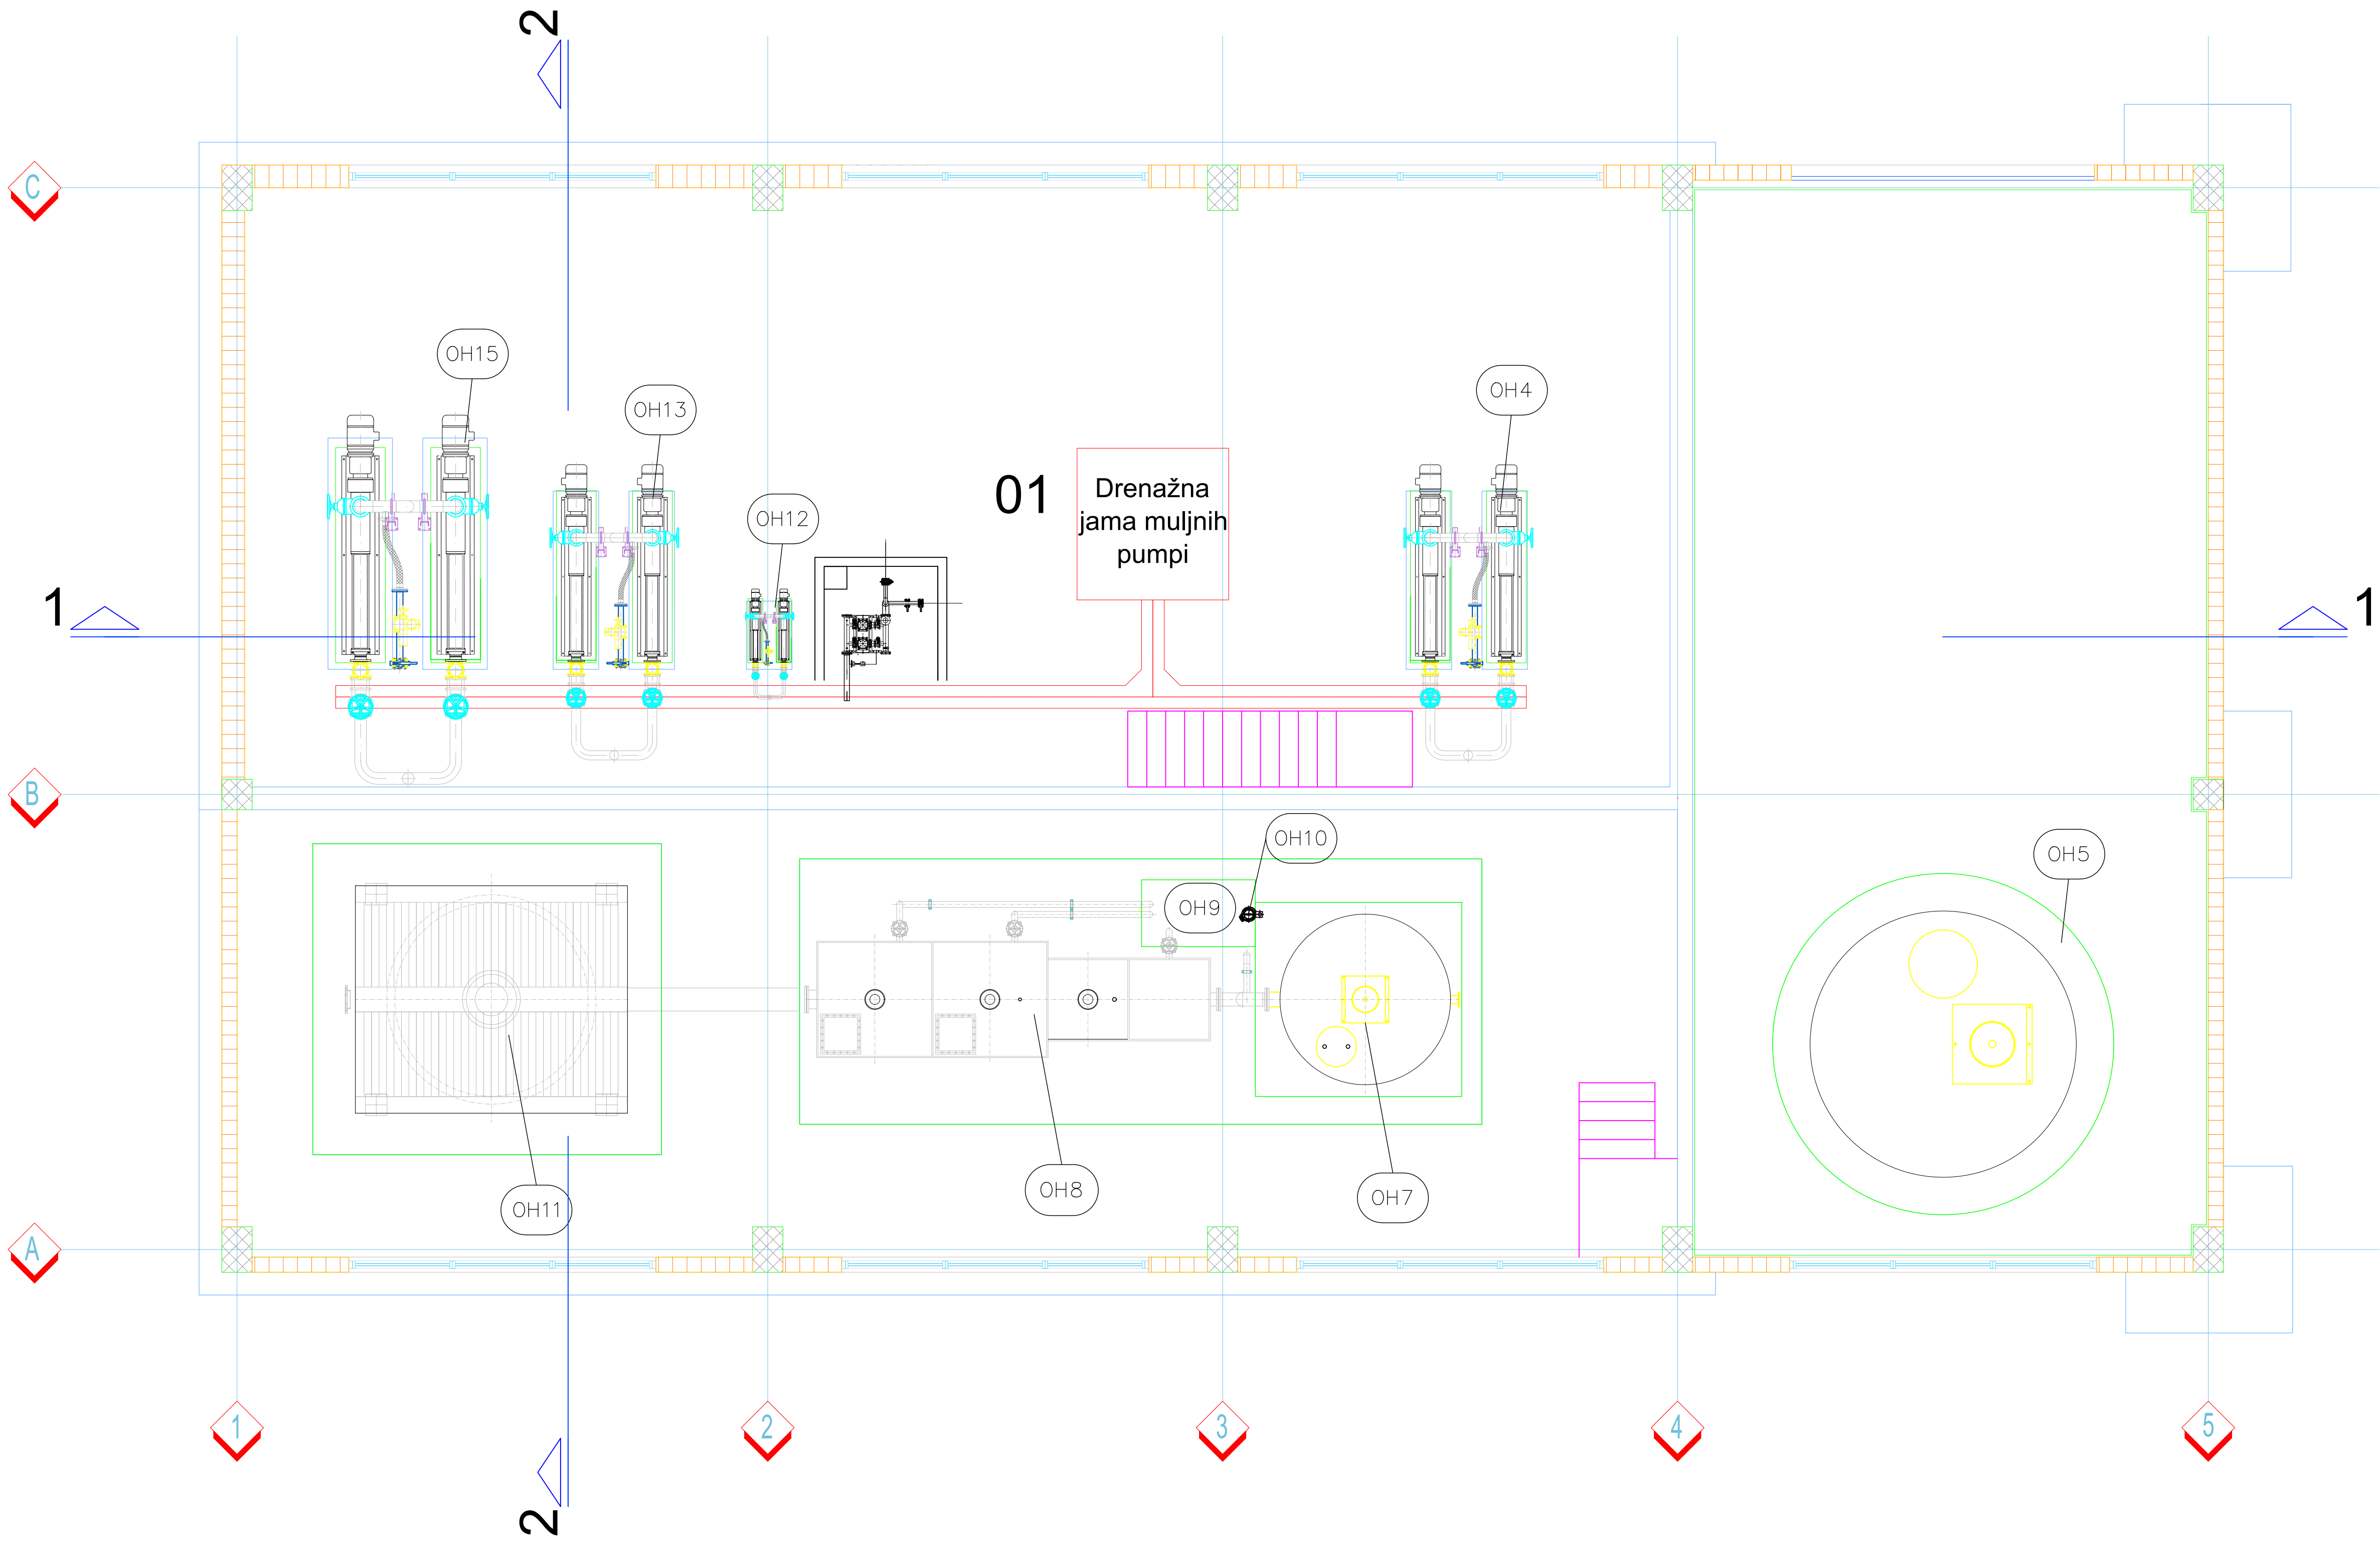 2
C
OH15
OH4
OH13
01
Drenažna
jama muljnih
pumpi
OH12
1
1
B
OH10
OH5
OH9
OH8
OH7
OH11
A
1
2
3
4
5
2